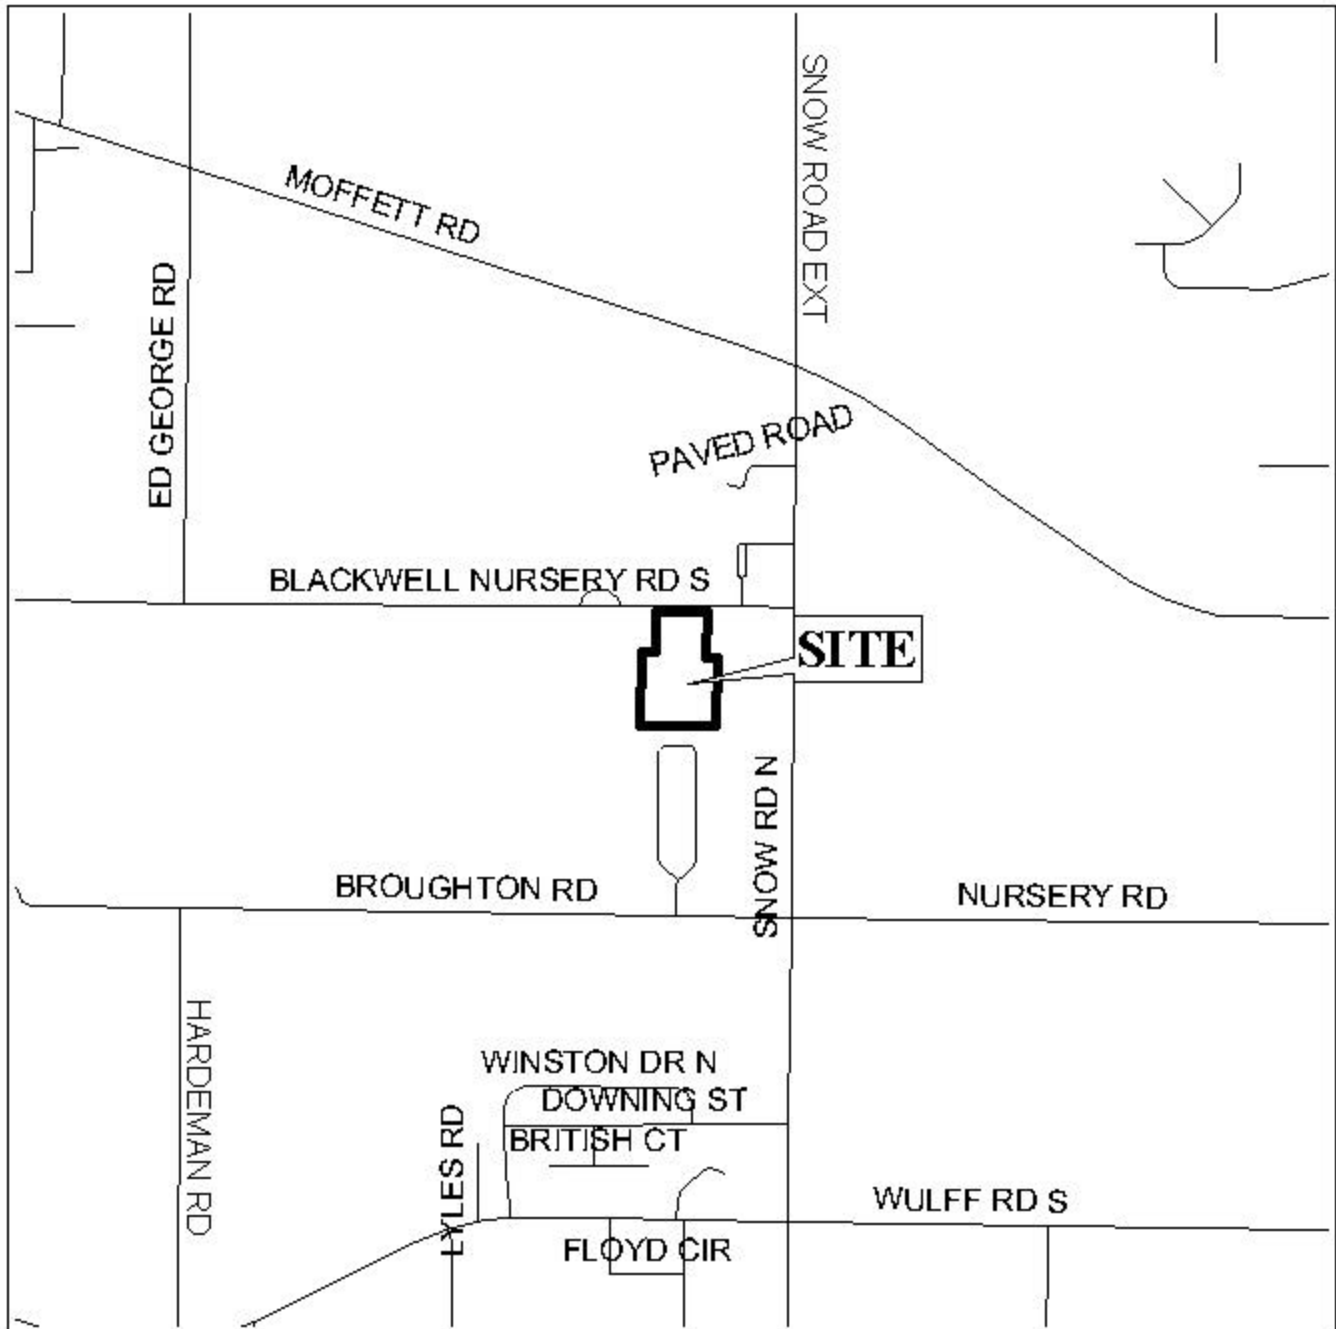 SNOW ROAD EXT
MOFFETT RD
ED GEORGE RD
PAVED ROAD
BLACKWELL NURSERY RD S
SITE
SNOW RD N
BROUGHTON RD
NURSERY RD
HARDEMAN RD
WINSTON DR N
DOWNING ST
LYLES RD
BRITISH CT
WULFF RD S
FLOYD CIR